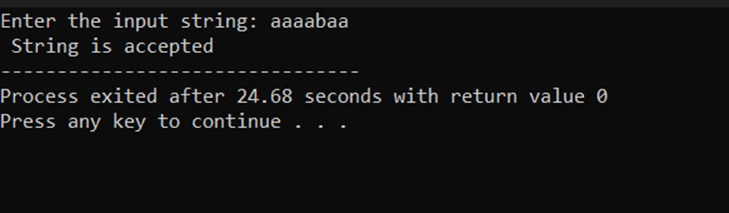 Enter the input string: aaaabaa
 String is accepted
--------------------------------
Process exited after 24.68 seconds with return value 0
Press any key to continue . . .